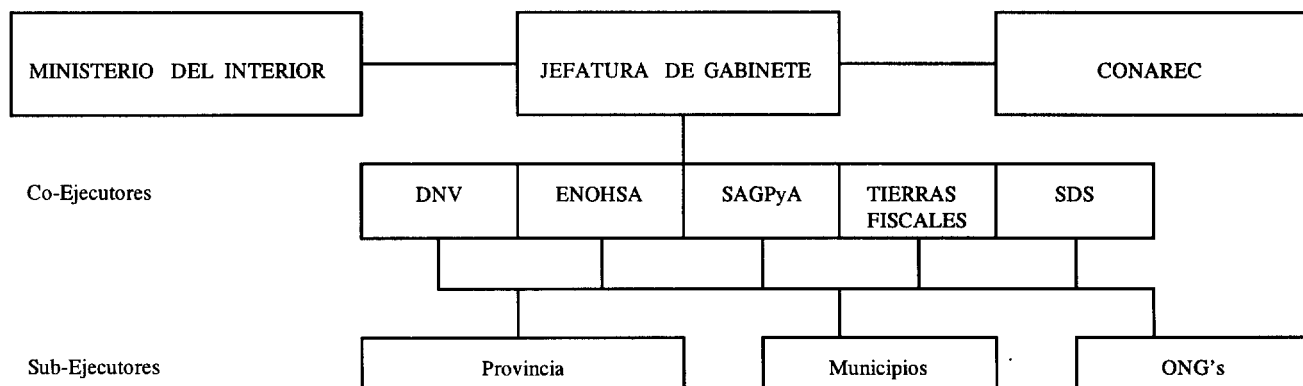 MINISTERIO DEL INTERIOR
JEFATURA DE GABINETE
CONAREC
Co-Ejecutores
DNV
ENOHSA
SAGPyA
TIERRAS
FISCALES
SDS
Sub-Ejecutores
Provincia
Municipios
ONG's